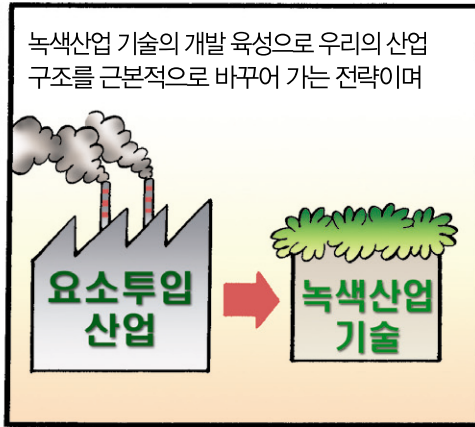 녹색산업 기술의 개발 육성으로 우리의 산업
구조를 근본적으로 바꾸어 가는 전략이며
요소투입
산업
녹색산업
기술